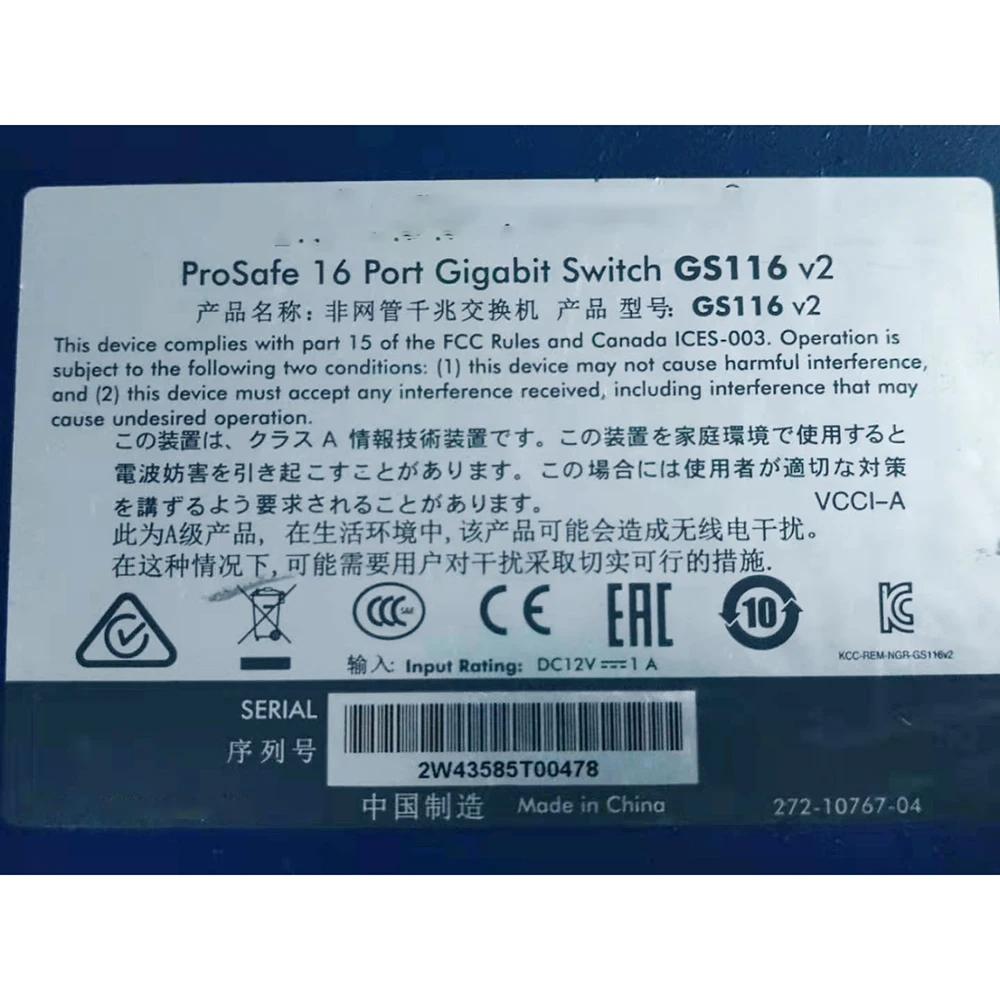 ProSafe 16 Port Gigabit Switch GS116 v2
产品名称: 非网管千兆交换机 产品 型号: GS116 v2
This device complies with part 15 of the FCC Rules and Canada ICES-003. Operation is
subject to the following two conditions: (1) this device may not cause harmful interference,
and (2) this device must accept any interference received, including interference that may
cause undesired operation.
この装置は、クラス A 情報技術装置です。この装置を家庭環境で使用すると
電波妨害を引き起こすことがあります。この場合には使用者が適切な対策
を講ずるよう要求されることがあります。 VCCI-A
此为A级产品, 在生活环境中,该产品可能会造成无线电干扰。
在这种情况下,可能需要用户对干扰采取切实可行的措施.
CCC CE EAC 10 KC
KCC-REM-NGR-GS116v2
输入: Input Rating: DC12V⎓1 A
SERIAL
序列号
2W43585T00478
中国制造 Made in China 272-10767-04